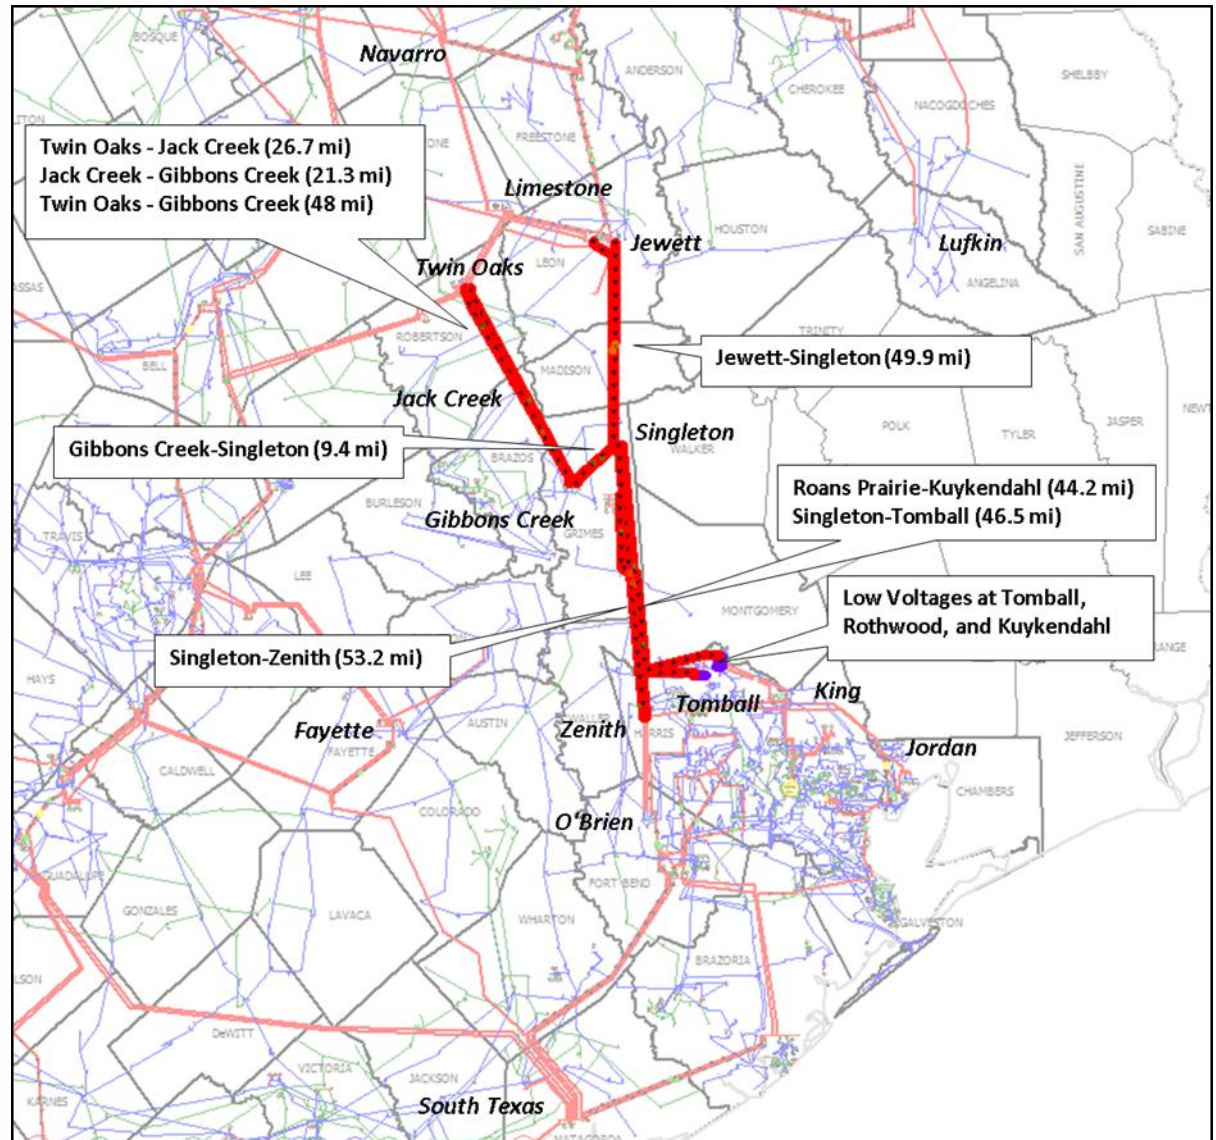 BOSQUE
Navarro
ANDERSON
SHELBBY
CHEROKEE
NACOGDOCHES
FREESTONE
Twin Oaks - Jack Creek (26.7 mi)
Jack Creek - Gibbons Creek (21.3 mi)
Twin Oaks - Gibbons Creek (48 mi)
Limestone
SAN AUGUSTINE
SABINE
HOUSTON
Jewett
Lufkin
LEON
Twin Oaks
ANGELINA
ROBERTSON
TRINITY
Jewett-Singleton (49.9 mi)
BELL
MADISON
Jack Creek
JASPER
POLK
TYLER
Singleton
WALKER
Gibbons Creek-Singleton (9.4 mi)
BRAZOS
Roans Prairie-Kuykendahl (44.2 mi)
Singleton-Tomball (46.5 mi)
BURLESON
Gibbons Creek
GRIMES
TRAVIS
LEE
Low Voltages at Tomball,
Rothwood, and Kuykendahl
MONTGOMERY
Singleton-Zenith (53.2 mi)
HAYS
King
Tomball
AUSTIN
WALLER
Zenith
HARRIS
Fayette
FAYETTE
JEFFERSON
Jordan
CALDWELL
CHAMBERS
COLORADO
O'Brien
GUADALUPE
FORT BEND
GONZALES
LAVACA
WHARTON
GALVESTON
BRAZORIA
DeWITT
VICTORIA
JACKSON
KARNES
South Texas
MATAGORDA